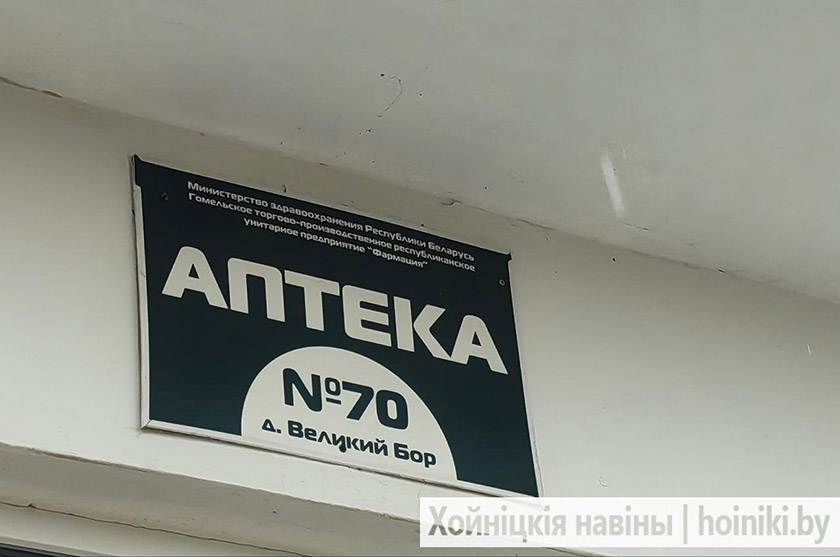 Министерство здравоохранения Республики Беларусь
Гомельское торгово-производственное республиканское
унитарное предприятие "Фармация"
АПТЕКА
№70
д. Великий Бор
Хойніцкія навіны | hoiniki.by